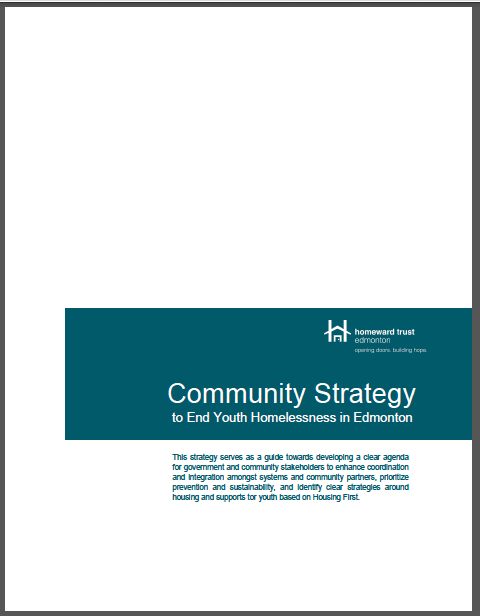 homeward trust
edmonton
opening doors. building hope.
Community Strategy
to End Youth Homelessness in Edmonton
This strategy serves as a guide towards developing a clear agenda
for government and community stakeholders to enhance coordination
and integration amongst systems and community partners, prioritize
prevention and sustainability, and identify clear strategies around
housing and supports for youth based on Housing First.